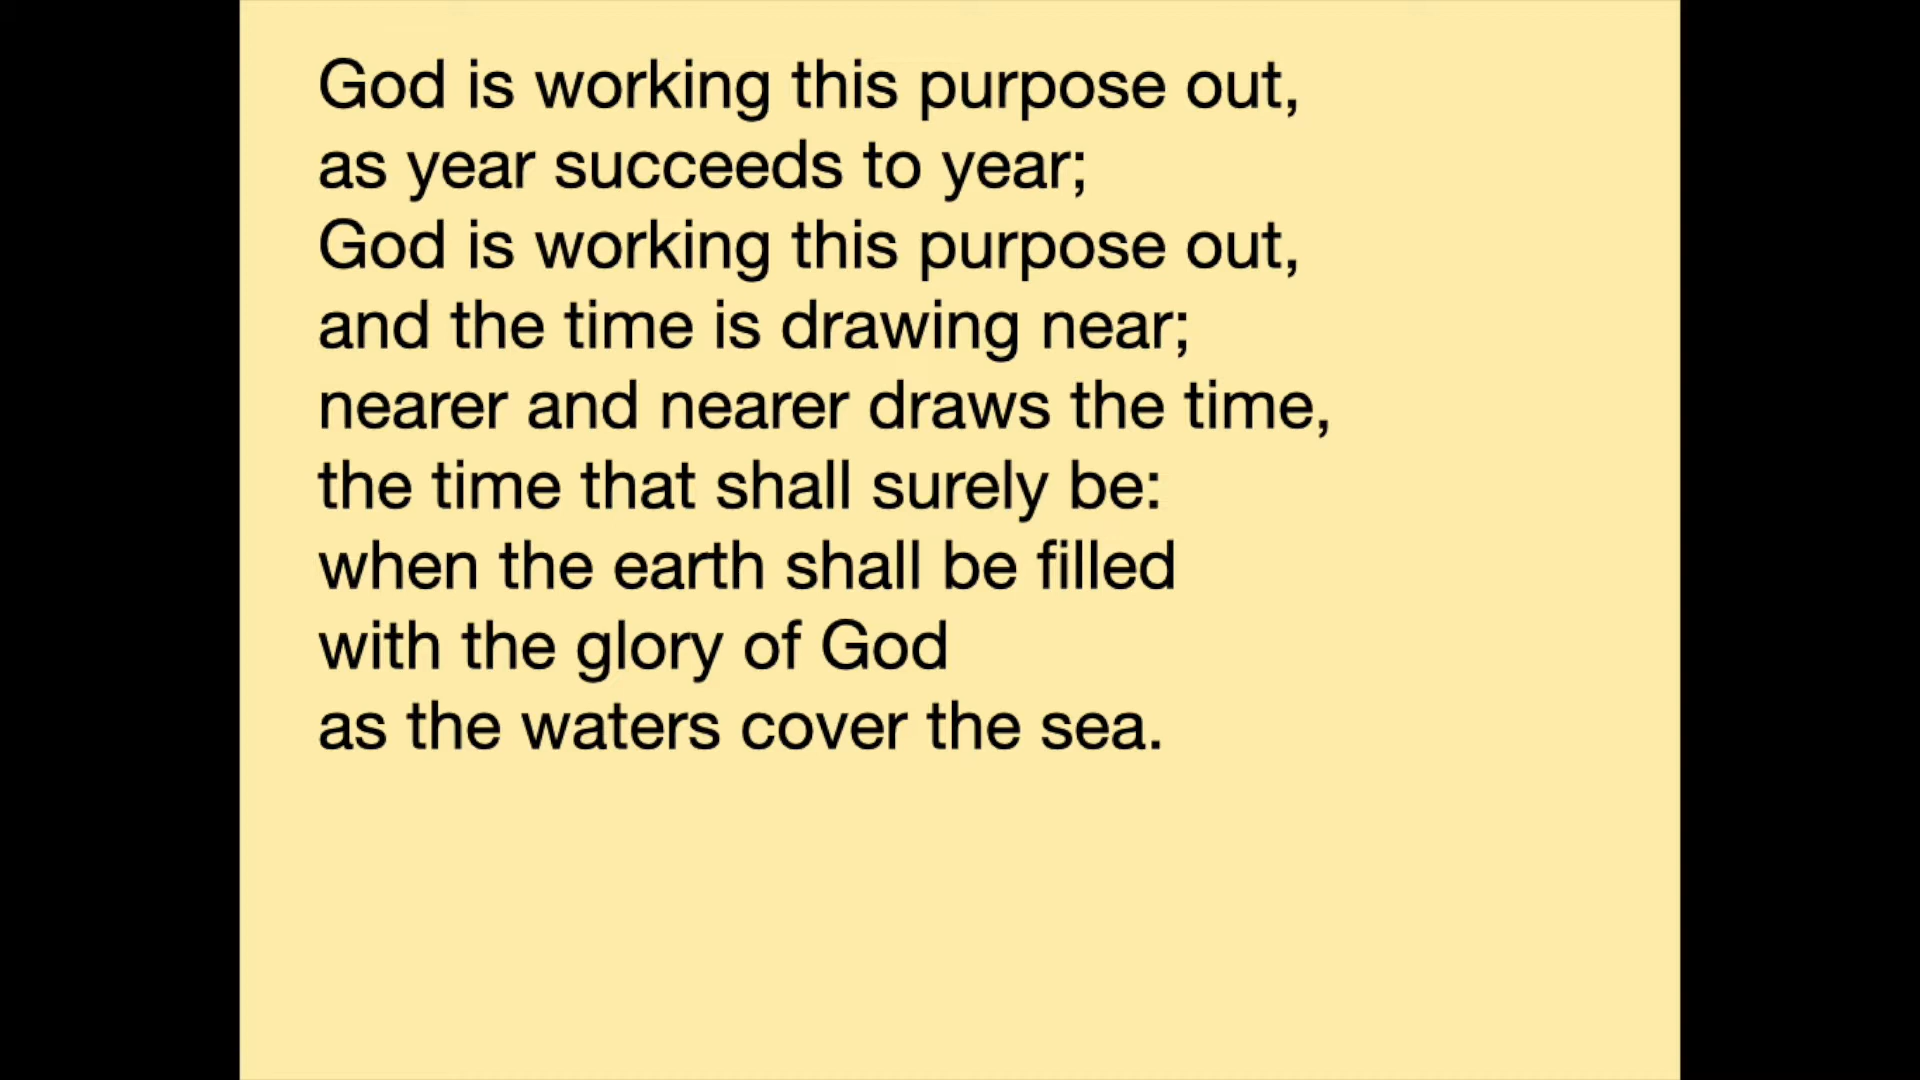 God is working this purpose out,
as year succeeds to year;
God is working this purpose out,
and the time is drawing near;
nearer and nearer draws the time,
the time that shall surely be:
when the earth shall be filled
with the glory of God
as the waters cover the sea.